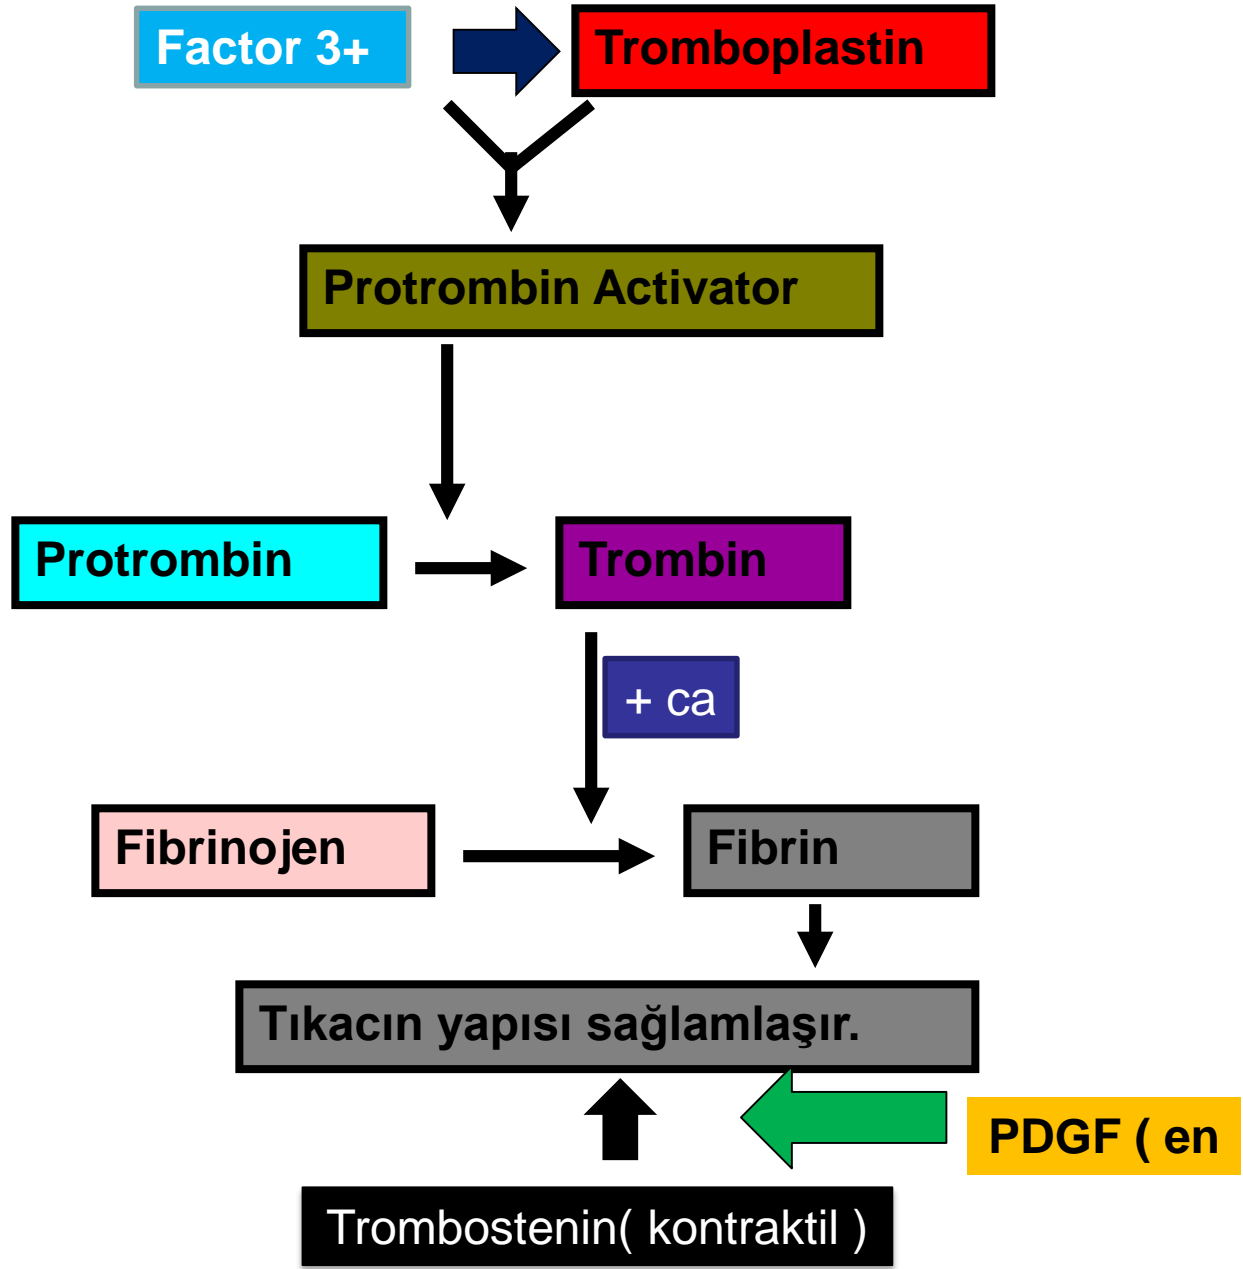 Factor 3+
Tromboplastin
Protrombin Activator
Protrombin
Trombin
+ ca
Fibrinojen
Fibrin
Tıkacın yapısı sağlamlaşır.
PDGF ( en
Trombostenin( kontraktil )